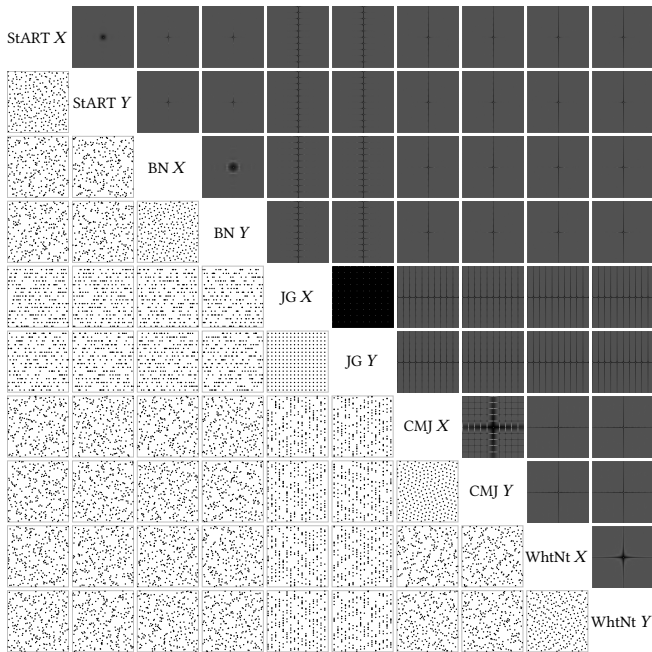 StART X
StART Y
BN X
BN Y
JG X
JG Y
CMJ X
CMJ Y
WhtNt X
WhtNt Y